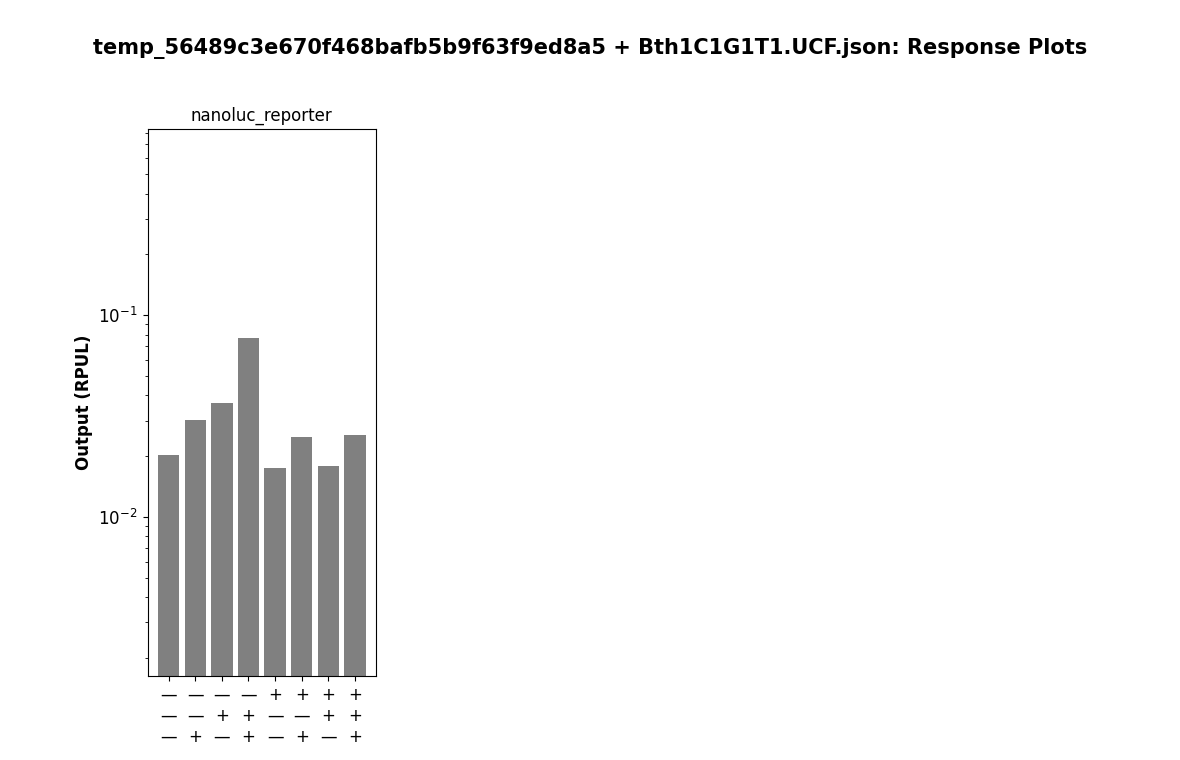 temp_56489c3e670f468bafb5b9f63f9ed8a5 + Bth1C1G1T1.UCF.json: Response Plots
nanoluc_reporter
Output (RPUL)
10⁻¹
10⁻²
— — — — + + + +
— — + + — — + +
— + — + — + — +